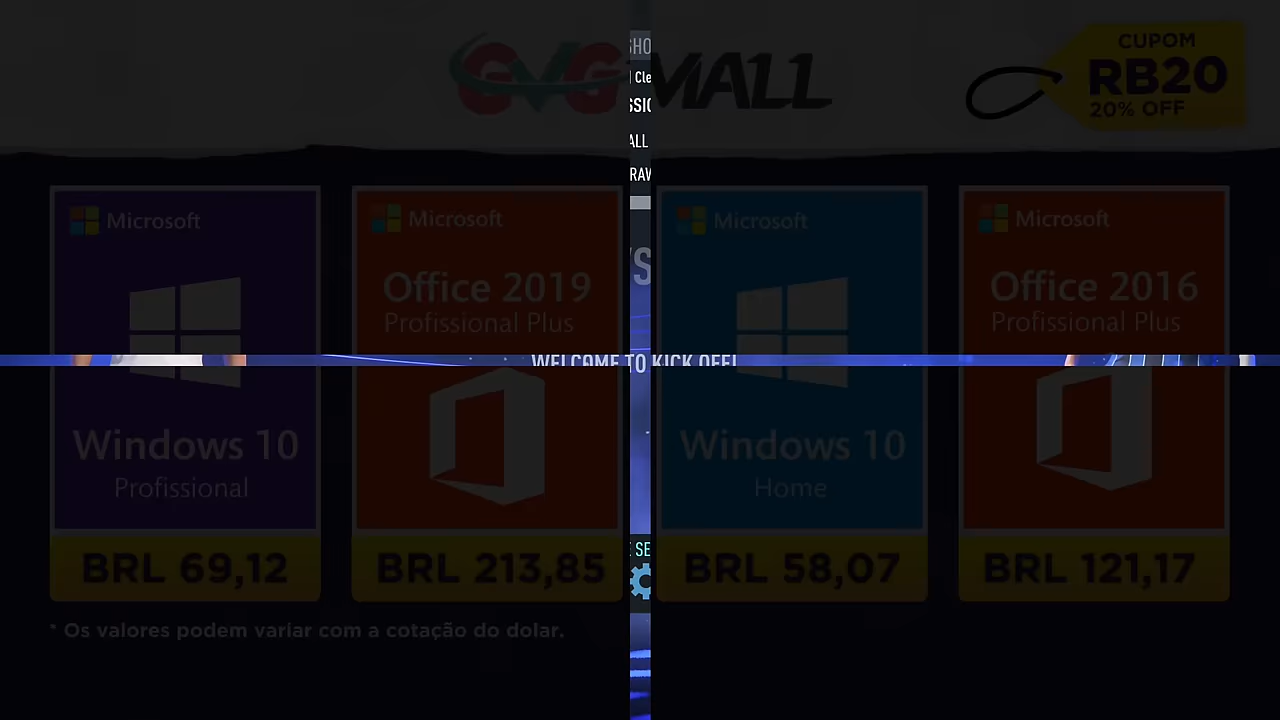 GVGMALL
CUPOM
RB20
20% OFF
Microsoft
Windows 10
Profissional
BRL 69,12
Microsoft
Office 2019
Profissional Plus
BRL 213,85
Microsoft
Windows 10
Home
BRL 58,07
Microsoft
Office 2016
Profissional Plus
BRL 121,17
WELCOME TO KICK OFF!
* Os valores podem variar com a cotação do dolar.